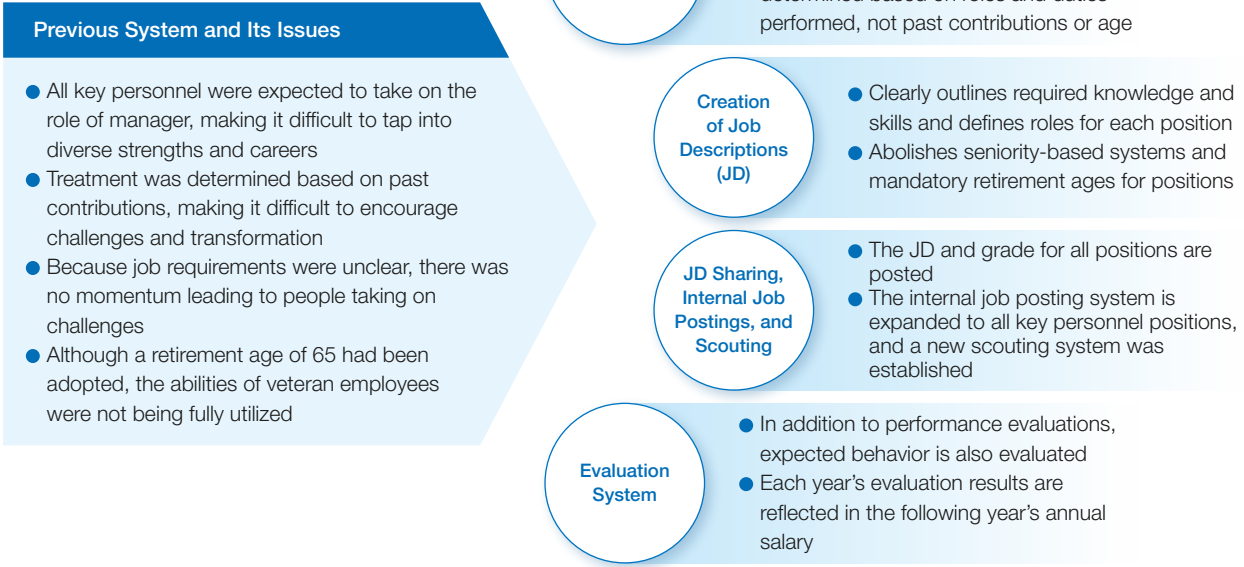 Previous System and Its Issues
All key personnel were expected to take on the
role of manager, making it difficult to tap into
diverse strengths and careers
Treatment was determined based on past
contributions, making it difficult to encourage
challenges and transformation
Because job requirements were unclear, there was
no momentum leading to people taking on
challenges
Although a retirement age of 65 had been
adopted, the abilities of veteran employees
were not being fully utilized
determined based on roles and duties
performed, not past contributions or age
Creation
of Job
Descriptions
(JD)
Clearly outlines required knowledge and
skills and defines roles for each position
Abolishes seniority-based systems and
mandatory retirement ages for positions
JD Sharing,
Internal Job
Postings, and
Scouting
The JD and grade for all positions are
posted
The internal job posting system is
expanded to all key personnel positions,
and a new scouting system was
established
Evaluation
System
In addition to performance evaluations,
expected behavior is also evaluated
Each year's evaluation results are
reflected in the following year's annual
salary